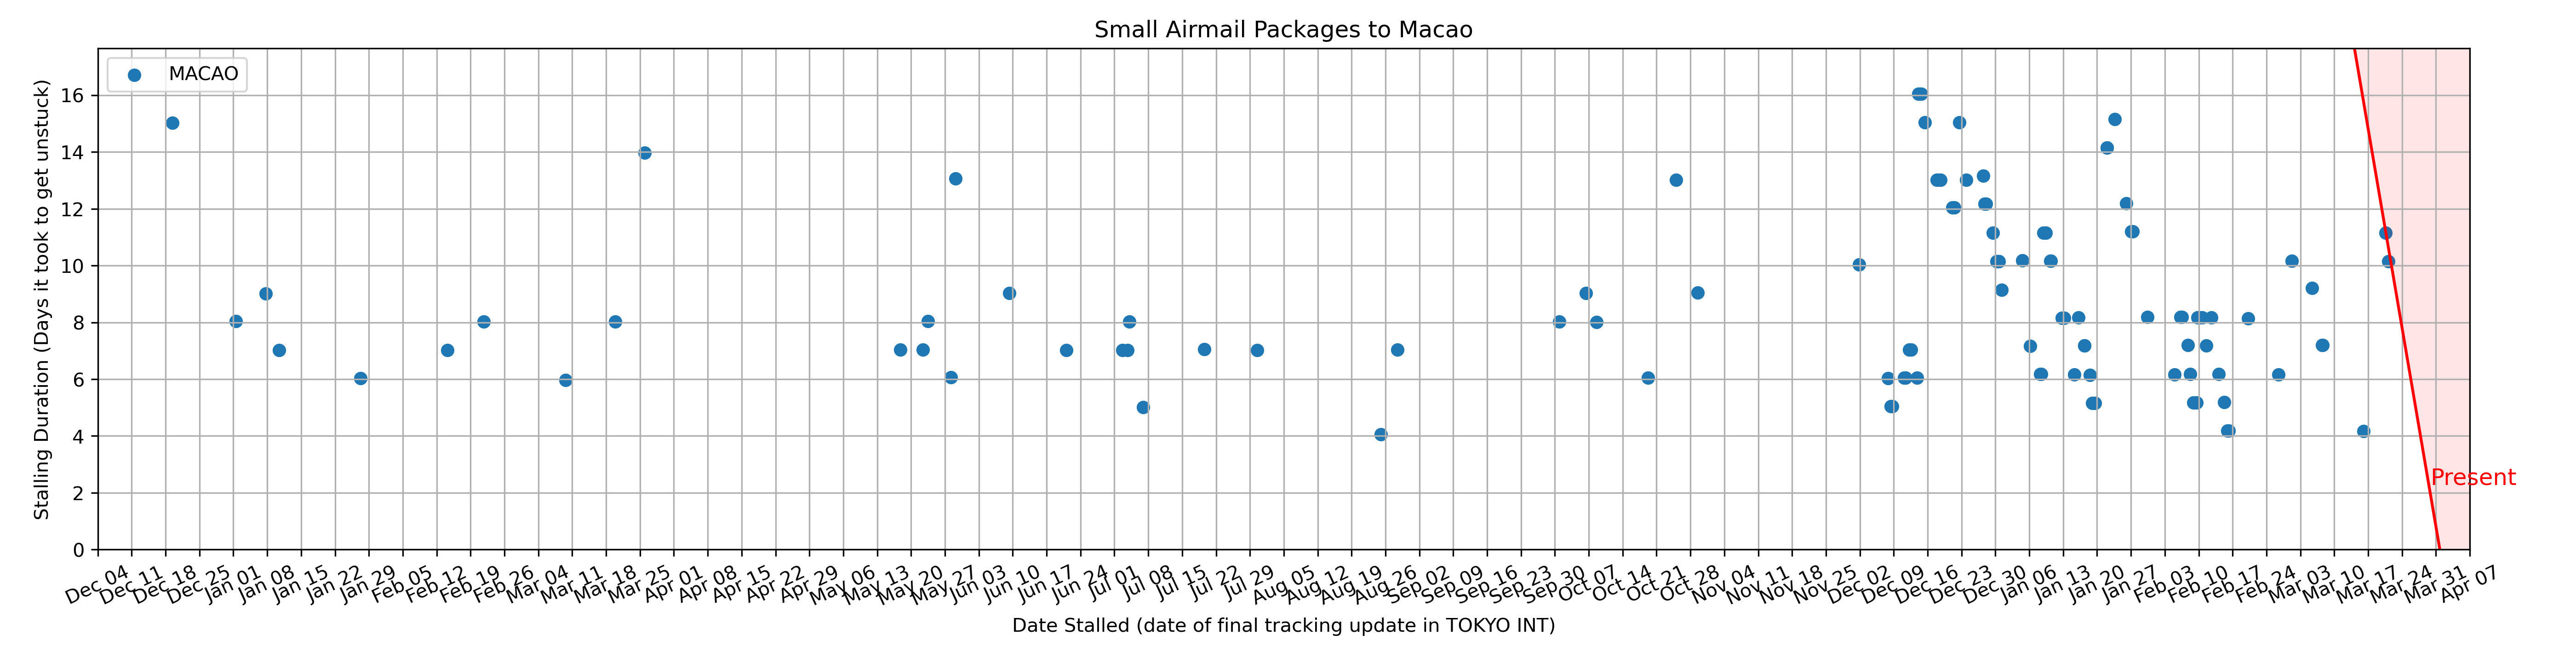 Small Airmail Packages to Macao
MACAO
Stalling Duration (Days it took to get unstuck)
16
14
12
10
8
6
4
2
0
Present
Dec 04
Dec 11
Dec 18
Dec 25
Jan 01
Jan 08
Jan 15
Jan 22
Jan 29
Feb 05
Feb 12
Feb 19
Feb 26
Mar 04
Mar 11
Mar 18
Mar 25
Apr 01
Apr 08
Apr 15
Apr 22
Apr 29
May 06
May 13
May 20
May 27
Jun 03
Jun 10
Jun 17
Jun 24
Jul 01
Jul 08
Jul 15
Jul 22
Jul 29
Aug 05
Aug 12
Aug 19
Aug 26
Sep 02
Sep 09
Sep 16
Sep 23
Sep 30
Oct 07
Oct 14
Oct 21
Oct 28
Nov 04
Nov 11
Nov 18
Nov 25
Dec 02
Dec 09
Dec 16
Dec 23
Dec 30
Jan 06
Jan 13
Jan 20
Jan 27
Feb 03
Feb 10
Feb 17
Feb 24
Mar 03
Mar 10
Mar 17
Mar 24
Mar 31
Apr 07
Date Stalled (date of final tracking update in TOKYO INT)